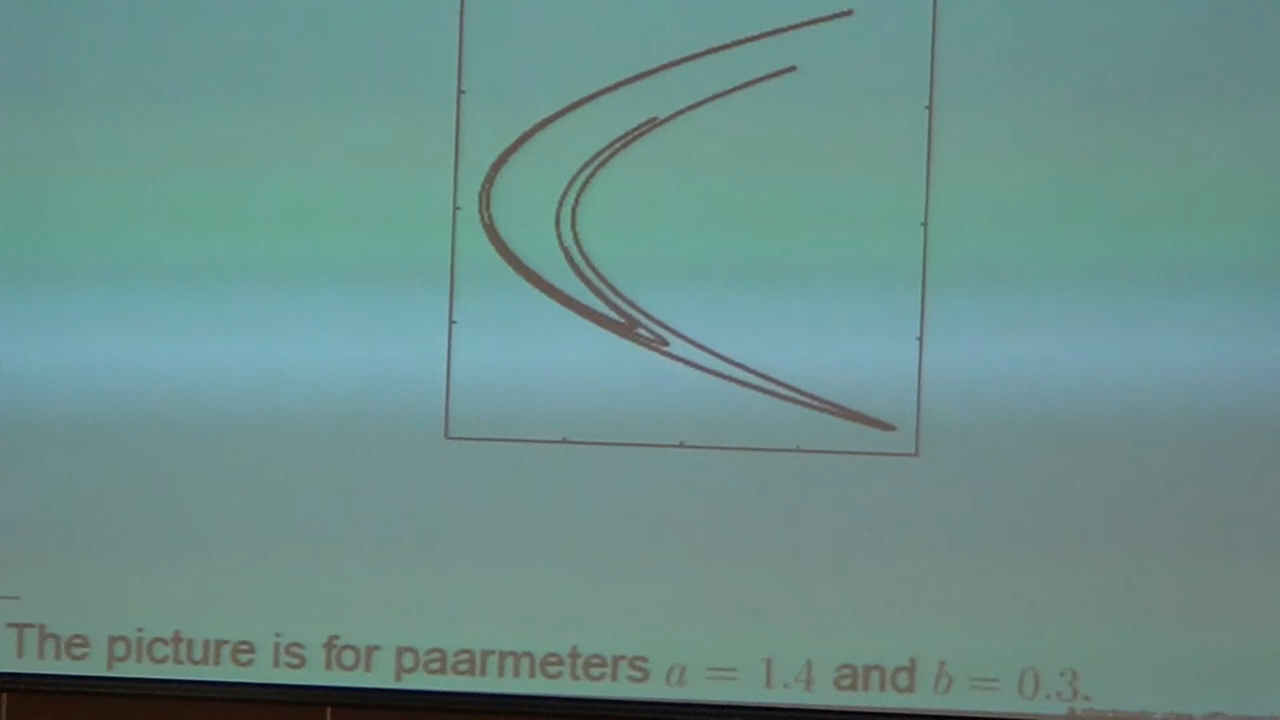 The picture is for paarmeters a = 1.4 and b = 0.3.